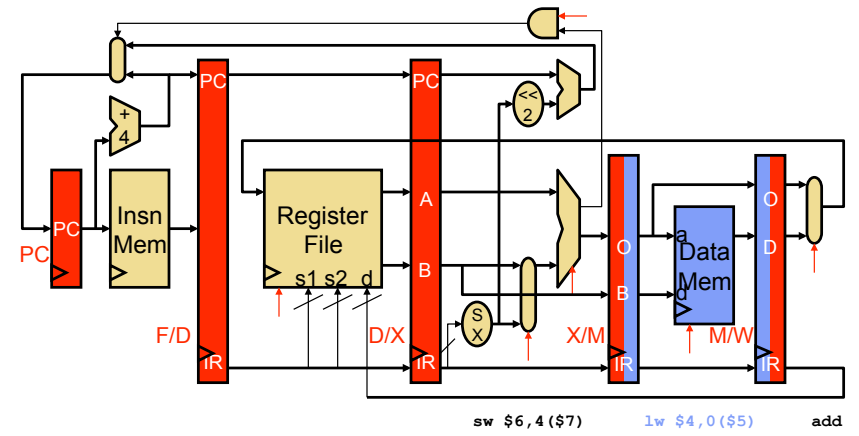 PC
PC
<<
2
+
4
PC
PC
Insn
Mem
Register
File
s1 s2 d
A
B
S
X
O
B
a
Data
Mem
d
O
D
F/D
D/X
X/M
M/W
IR
IR
IR
IR
sw $6,4($7)
lw $4,0($5)
add